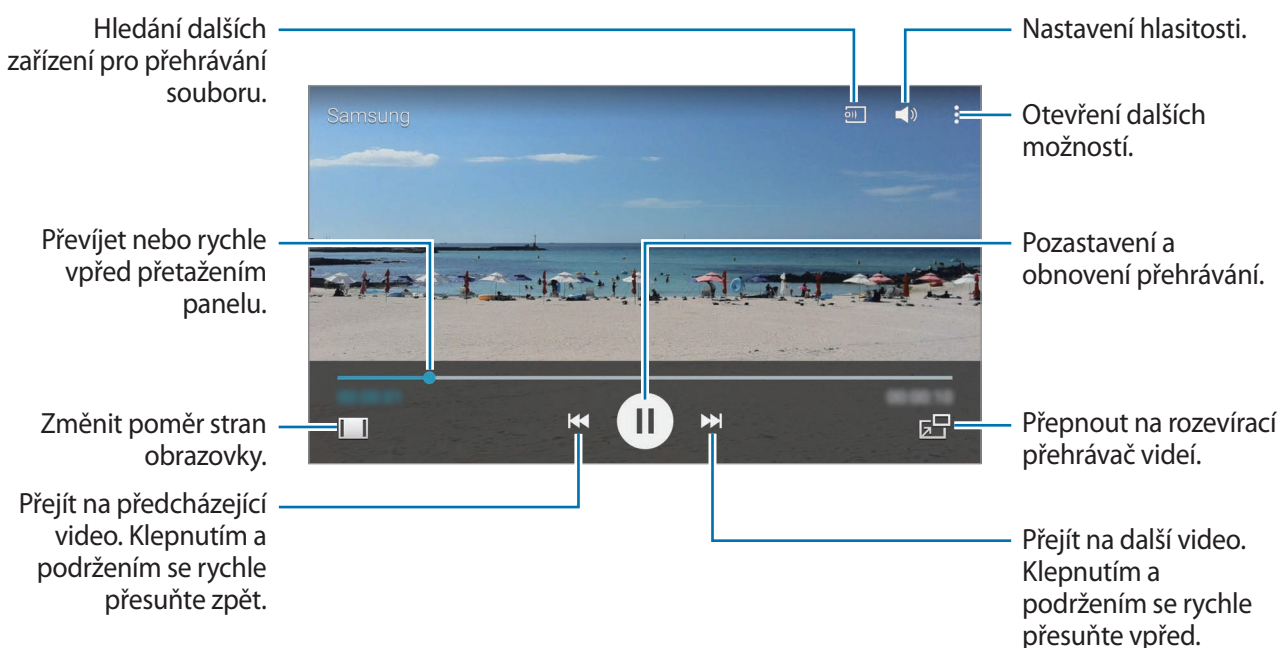 Hledání dalších
zařízení pro přehrávání
souboru.
Nastavení hlasitosti.
Samsung
Otevření dalších
možností.
Převíjet nebo rychle
vpřed přetažením
panelu.
Pozastavení a
obnovení přehrávání.
Změnit poměr stran
obrazovky.
Přepnout na rozevírací
přehrávač videí.
Přejít na předcházející
video. Klepnutím a
podržením se rychle
přesuňte zpět.
Přejít na další video.
Klepnutím a
podržením se rychle
přesuňte vpřed.